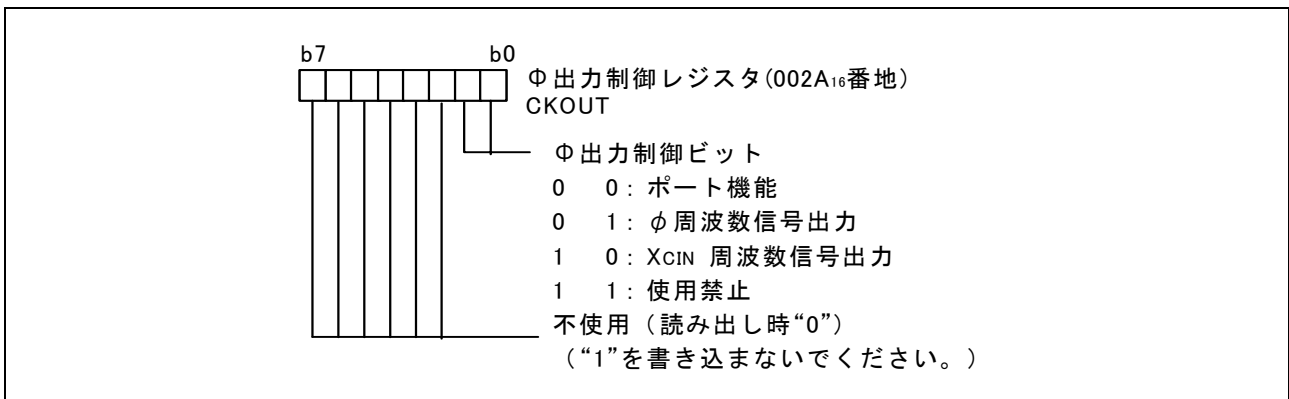 b7 b0
Φ出力制御レジスタ(002A₁₆番地)
CKOUT
Φ出力制御ビット
0 0: ポート機能
0 1: φ周波数信号出力
1 0: XCIN 周波数信号出力
1 1: 使用禁止
不使用（読み出し時“0”）
（“1”を書き込まないでください。）